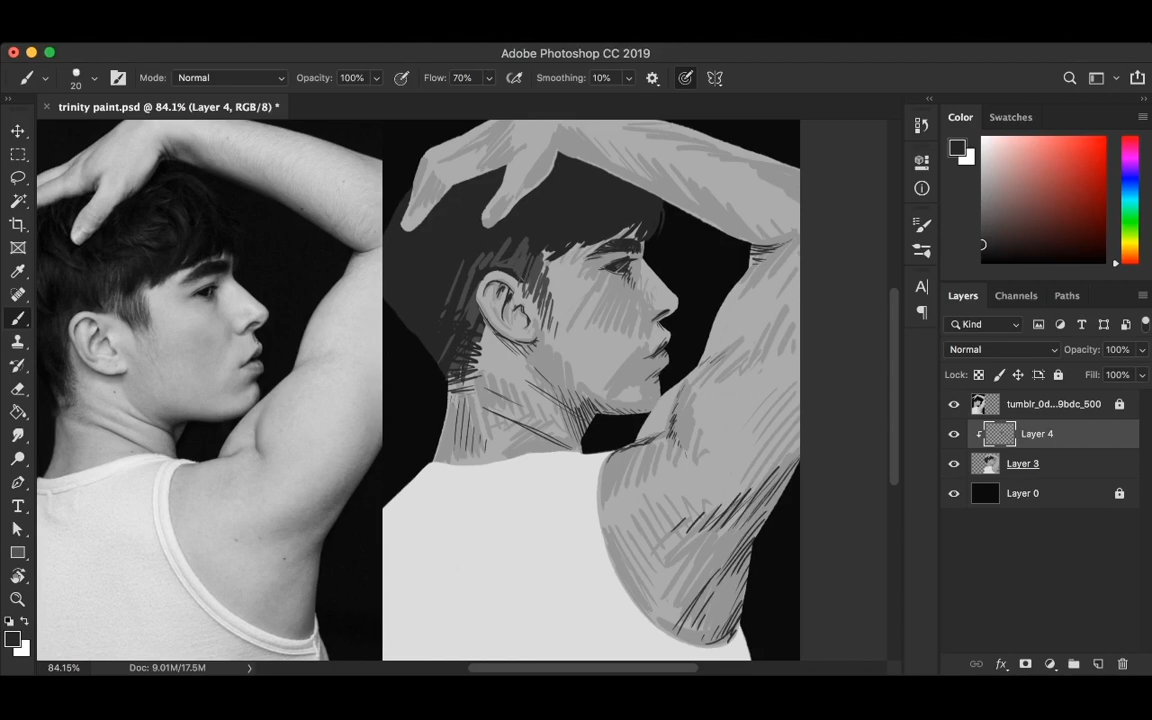 Adobe Photoshop CC 2019
20
Mode: Normal
Opacity: 100%
Flow: 70%
Smoothing: 10%
trinity paint.psd @ 84.1% (Layer 4, RGB/8) *
Color
Swatches
Layers
Channels
Paths
Kind
Normal
Opacity: 100%
Lock:
Fill: 100%
tumblr_0d...9bdc_500
Layer 4
Layer 3
Layer 0
84.15%
Doc: 9.01M/17.5M